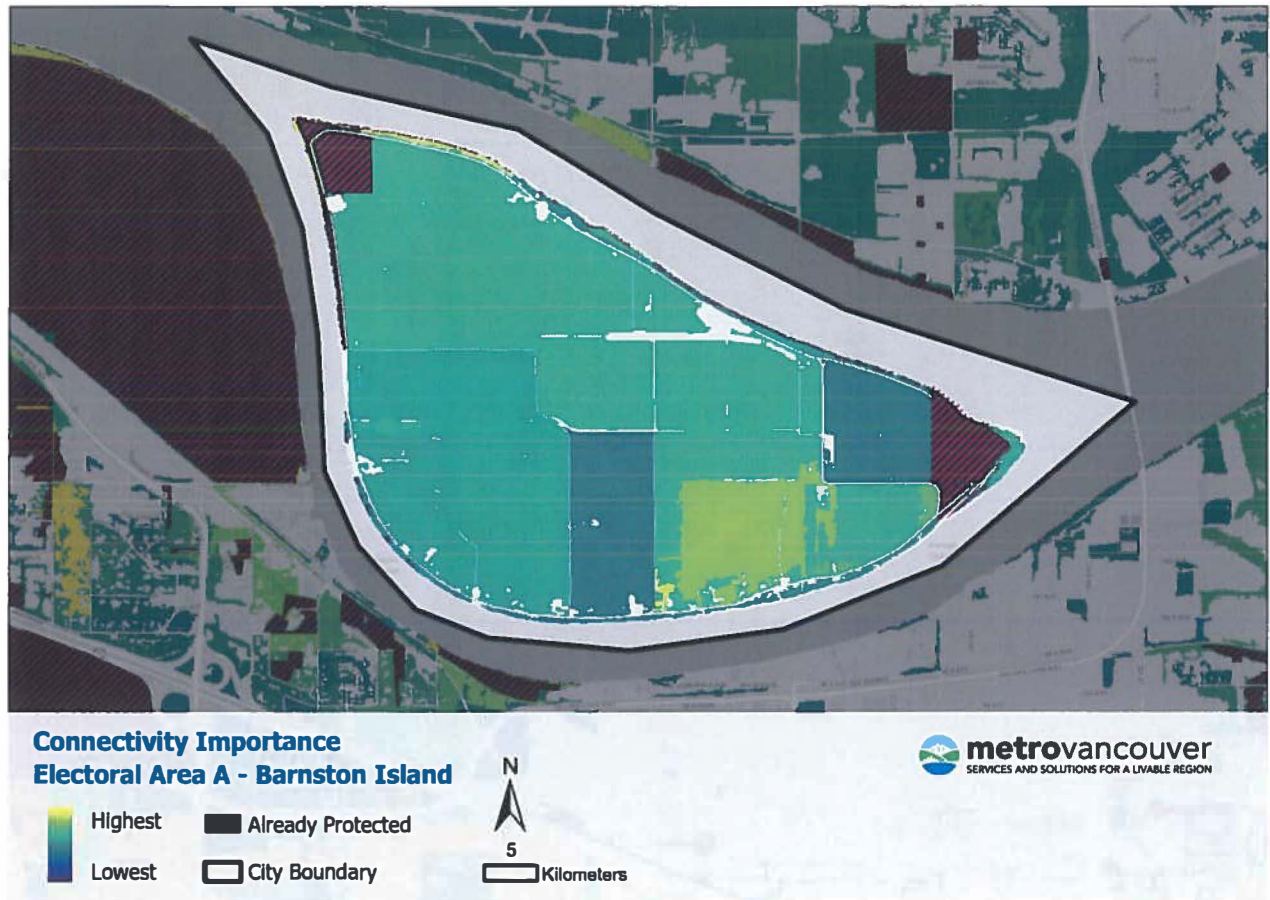 Connectivity Importance
Electoral Area A - Barnston Island
Highest
Lowest
Already Protected
City Boundary
N
5
Kilometers
metrovancouver
SERVICES AND SOLUTIONS FOR A LIVABLE REGION